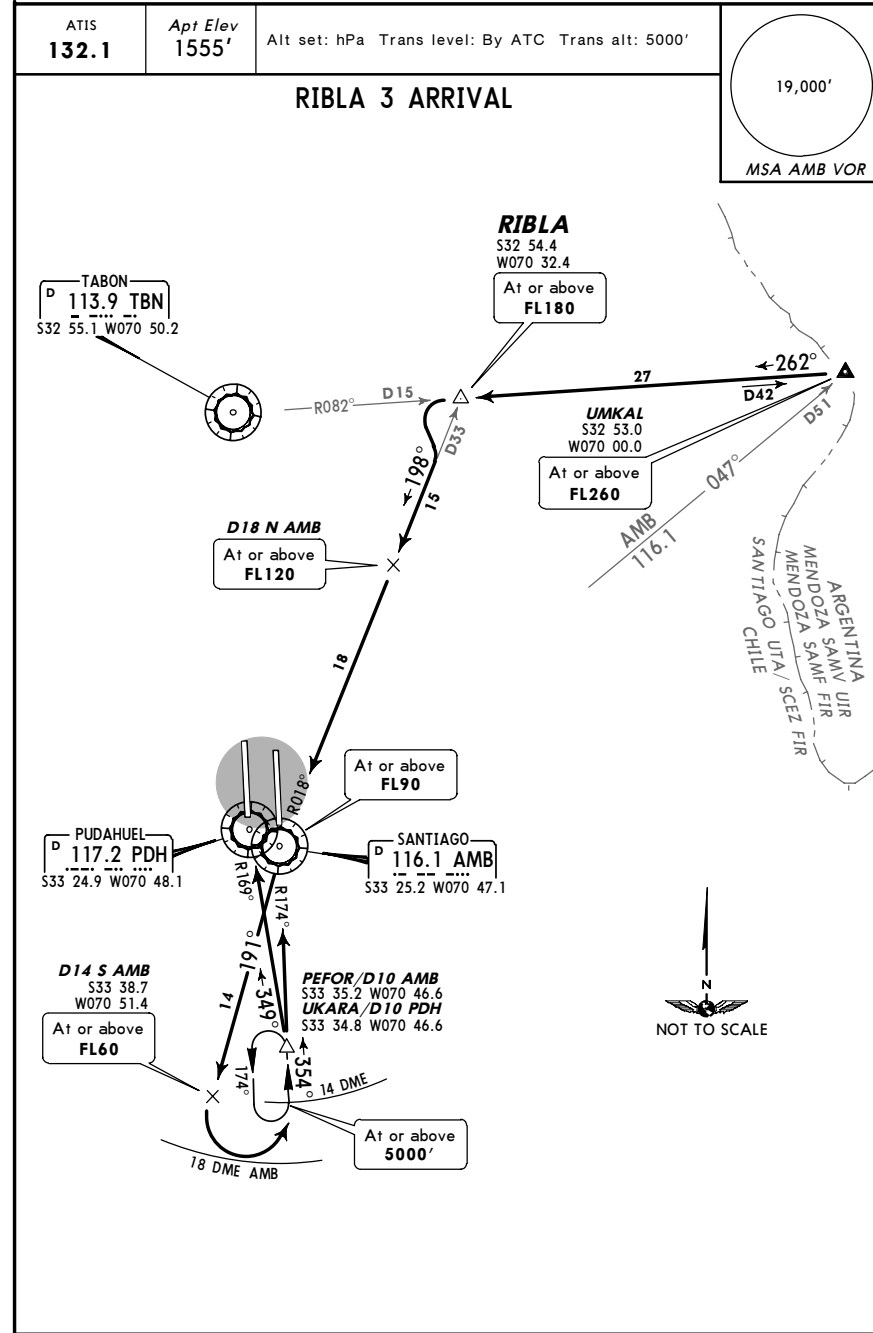 ATIS
132.1
Apt Elev
1555'
Alt set: hPa Trans level: By ATC Trans alt: 5000'
19,000'
MSA AMB VOR
RIBLA 3 ARRIVAL
RIBLA
S32 54.4
W070 32.4
At or above
FL180
TABON
D 113.9 TBN
S32 55.1 W070 50.2
R082°
D15
27
262°
D42
D51
UMKAL
S32 53.0
W070 00.0
At or above
FL260
D33
198°
15
047°
AMB
116.1
D18 N AMB
At or above
FL120
ARGENTINA
MENDOZA SAMV UIR
MENDOZA SAMF FIR
SANTIAGO UTA/ SCEZ FIR
CHILE
18
R018°
At or above
FL90
PUDAHUEL
D 117.2 PDH
S33 24.9 W070 48.1
SANTIAGO
D 116.1 AMB
S33 25.2 W070 47.1
R169°
R174°
191°
14
349°
D14 S AMB
S33 38.7
W070 51.4
At or above
FL60
PEFOR/D10 AMB
S33 35.2 W070 46.6
UKARA/D10 PDH
S33 34.8 W070 46.6
174°
354°
14 DME
At or above
5000'
18 DME AMB
N
NOT TO SCALE